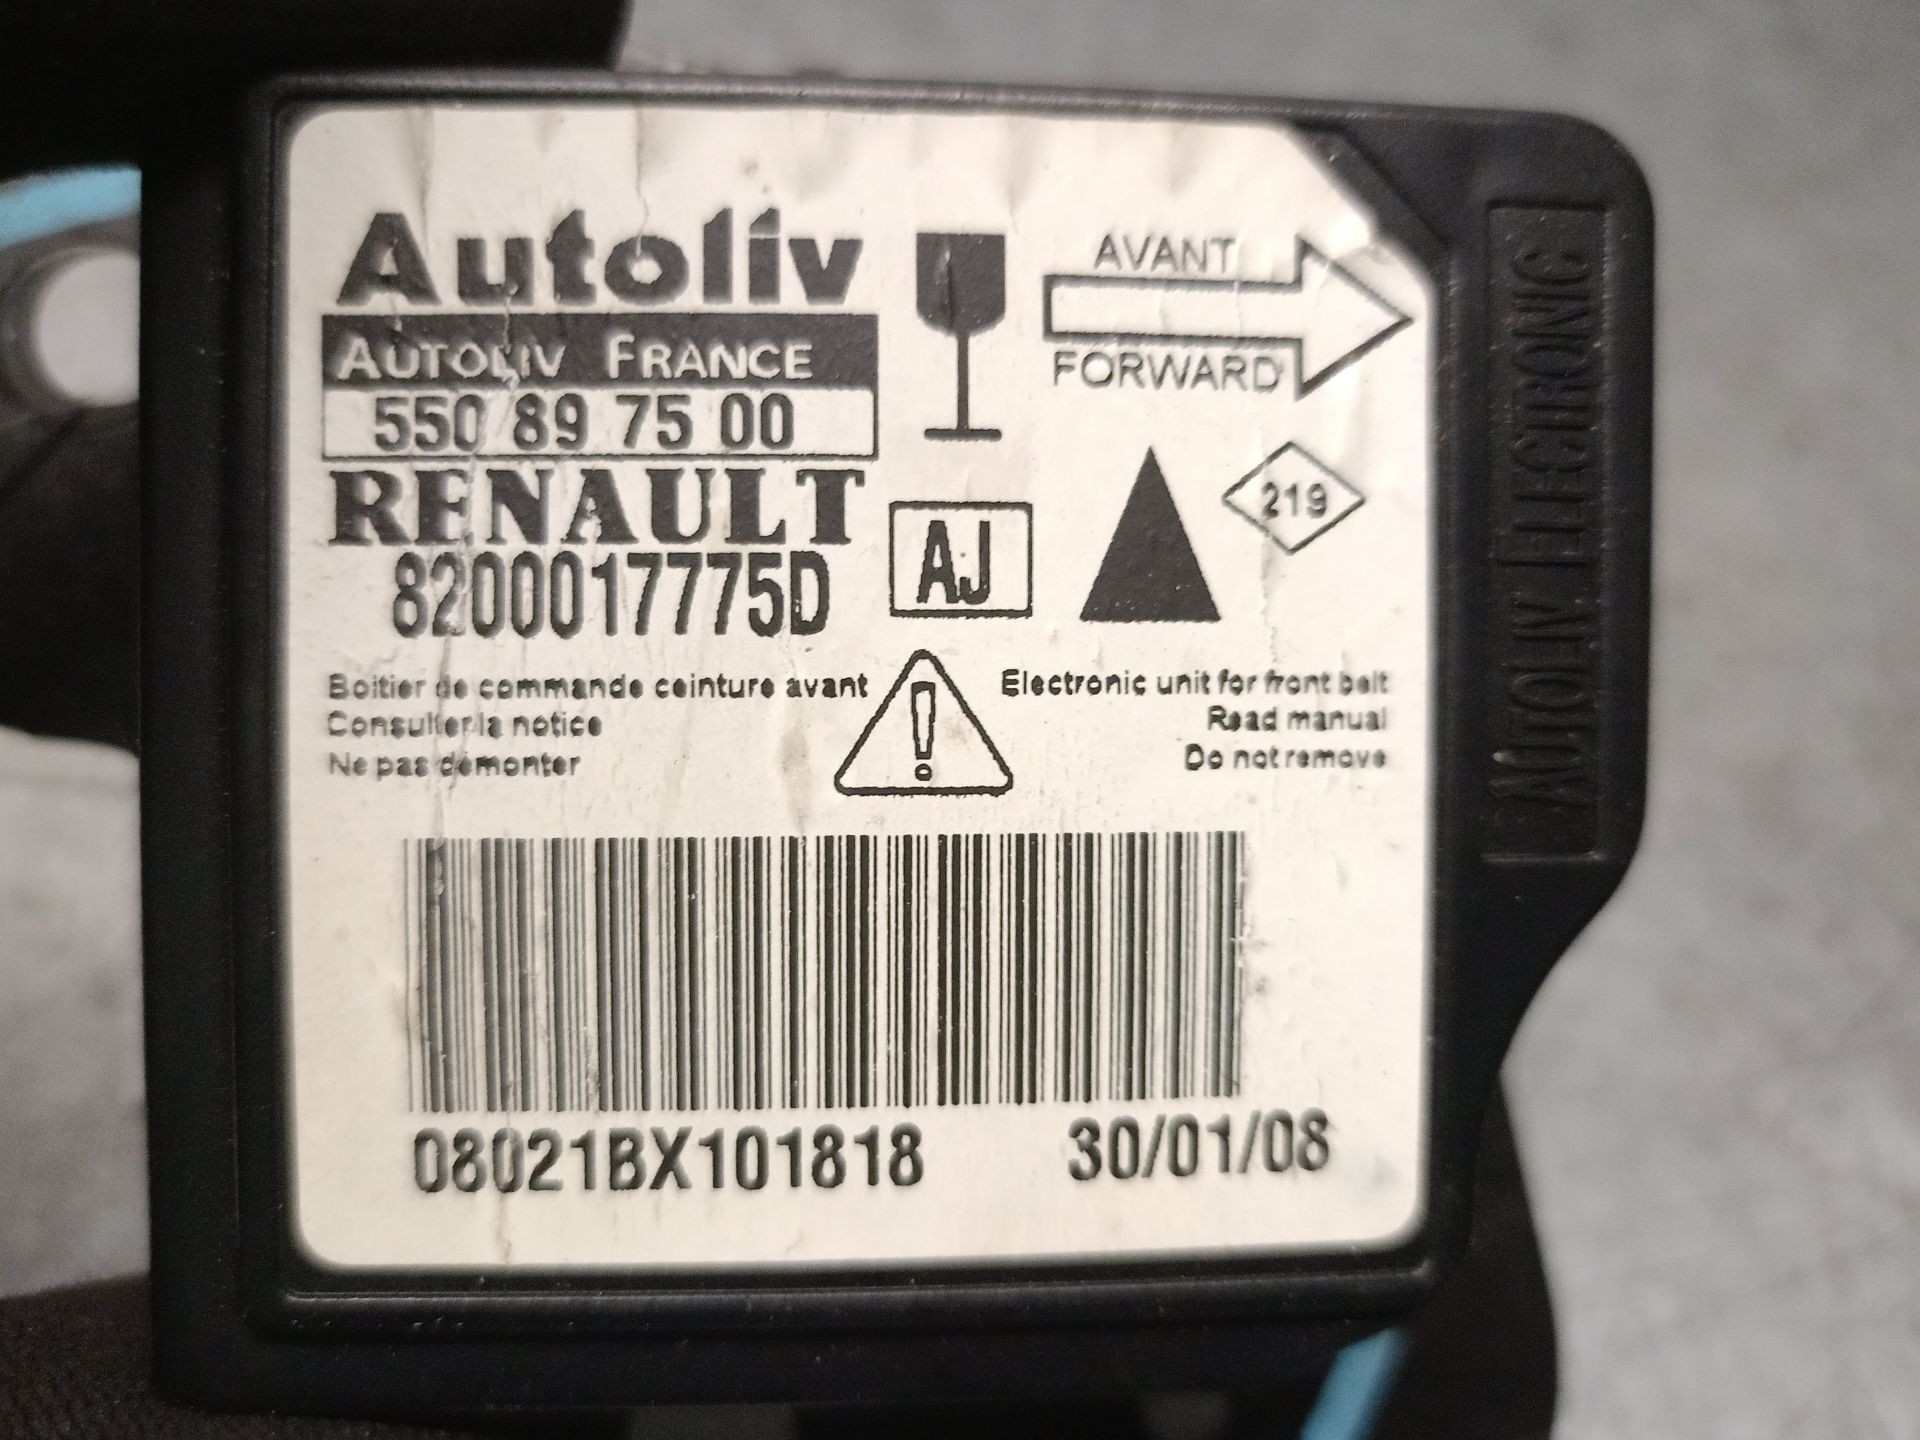 Autoliv
AUTOLIV FRANCE
550 89 75 00
RENAULT
8200017775D
AVANT
FORWARD
AJ
219
Boitier de commande ceinture avant
Consulter la notice
Ne pas démonter
Electronic unit for front belt
Read manual
Do not remove
08021BX101818
30/01/08
AUTOLIV ELECTRONIC